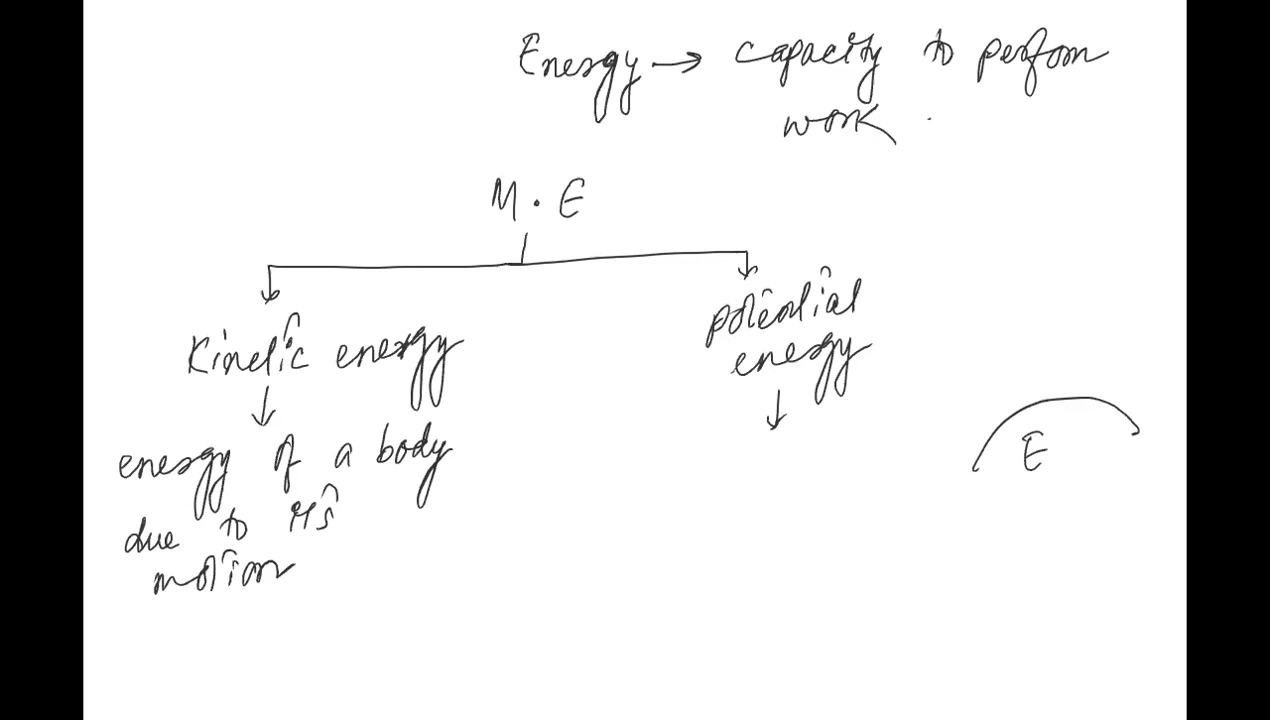 Energy → capacity to perform
work .
M . E
Kinetic energy
potential
energy
energy of a body
due to its
motion
E